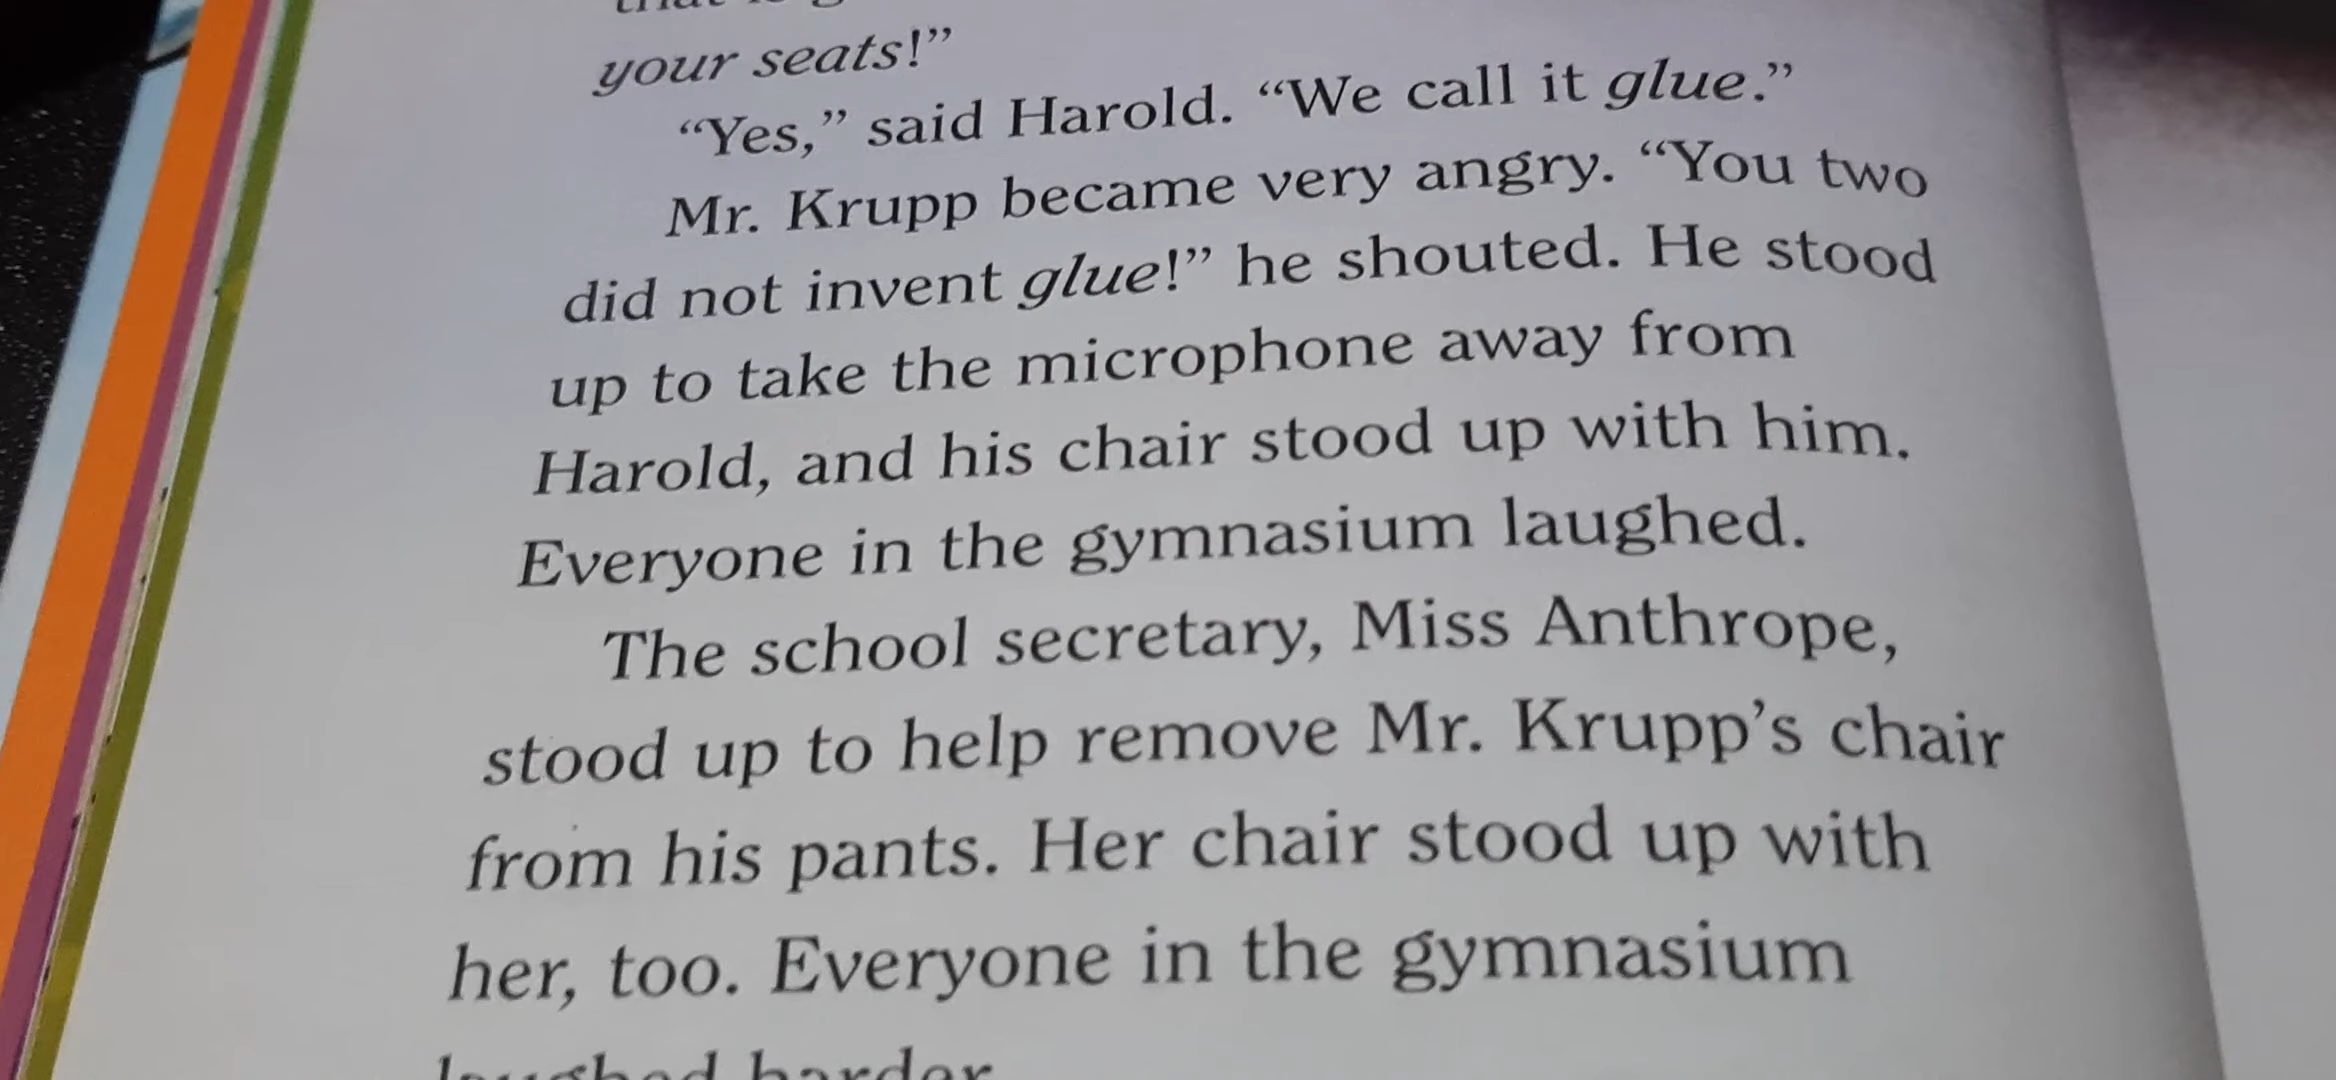 your seats!”
“Yes,” said Harold. “We call it glue.”
Mr. Krupp became very angry. “You two
did not invent glue!” he shouted. He stood
up to take the microphone away from
Harold, and his chair stood up with him.
Everyone in the gymnasium laughed.
The school secretary, Miss Anthrope,
stood up to help remove Mr. Krupp’s chair
from his pants. Her chair stood up with
her, too. Everyone in the gymnasium
laughed harder